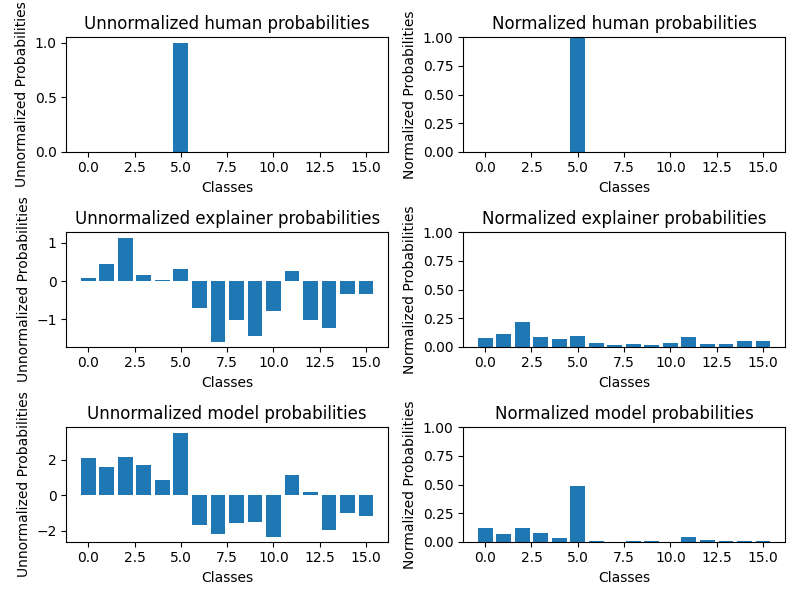 Unnormalized human probabilities
Unnormalized Probabilities
1.0
0.5
0.0
0.0 2.5 5.0 7.5 10.0 12.5 15.0
Classes
Normalized human probabilities
Normalized Probabilities
1.00
0.75
0.50
0.25
0.00
0.0 2.5 5.0 7.5 10.0 12.5 15.0
Classes
Unnormalized explainer probabilities
Unnormalized Probabilities
1
0
−1
0.0 2.5 5.0 7.5 10.0 12.5 15.0
Classes
Normalized explainer probabilities
Normalized Probabilities
1.00
0.75
0.50
0.25
0.00
0.0 2.5 5.0 7.5 10.0 12.5 15.0
Classes
Unnormalized model probabilities
Unnormalized Probabilities
2
0
−2
0.0 2.5 5.0 7.5 10.0 12.5 15.0
Classes
Normalized model probabilities
Normalized Probabilities
1.00
0.75
0.50
0.25
0.00
0.0 2.5 5.0 7.5 10.0 12.5 15.0
Classes